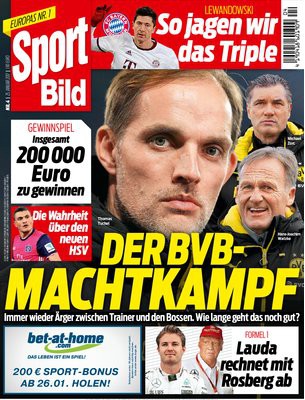 EUROPAS NR. 1
Sport
Bild
LEWANDOWSKI
So jagen wir
das Triple
GEWINNSPIEL
Insgesamt
200 000
Euro
zu gewinnen
Die Wahrheit
über den
neuen
HSV
Michael
Zorc
Thomas
Tuchel
Hans-Joachim
Watzke
DER BVB-
MACHTKAMPF
Immer wieder Ärger zwischen Trainer und den Bossen. Wie lange geht das noch gut?
bet-at-home
.com
DAS LEBEN IST EIN SPIEL!
200 € SPORT-BONUS
AB 26.01. HOLEN!
FORMEL 1
Lauda
rechnet mit
Rosberg ab